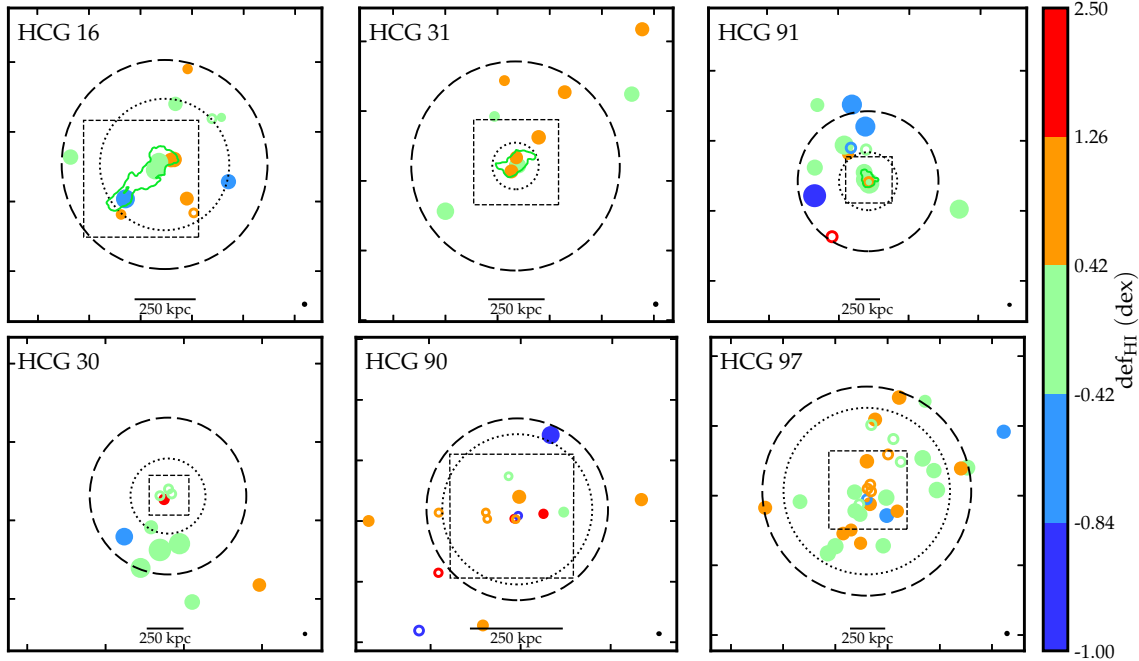 HCG 16
250 kpc
HCG 31
250 kpc
HCG 91
250 kpc
HCG 30
250 kpc
HCG 90
250 kpc
HCG 97
250 kpc
2.50
1.26
0.42
-0.42
-0.84
-1.00
def_HI (dex)